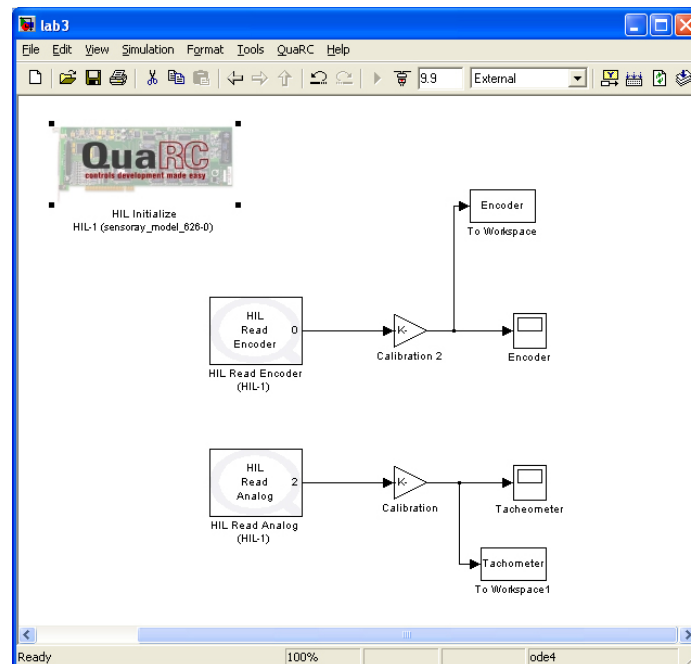 lab3
File Edit View Simulation Format Tools QuaRC Help
9.9 External
QuaRC
controls development made easy
HIL Initialize
HIL-1 (sensoray_model_626-0)
Encoder
To Workspace
HIL
Read
Encoder
0
K-
Calibration 2
Encoder
HIL Read Encoder
(HIL-1)
HIL
Read
Analog
2
K-
Calibration
Tacheometer
HIL Read Analog
(HIL-1)
Tachometer
To Workspace1
Ready 100% ode4